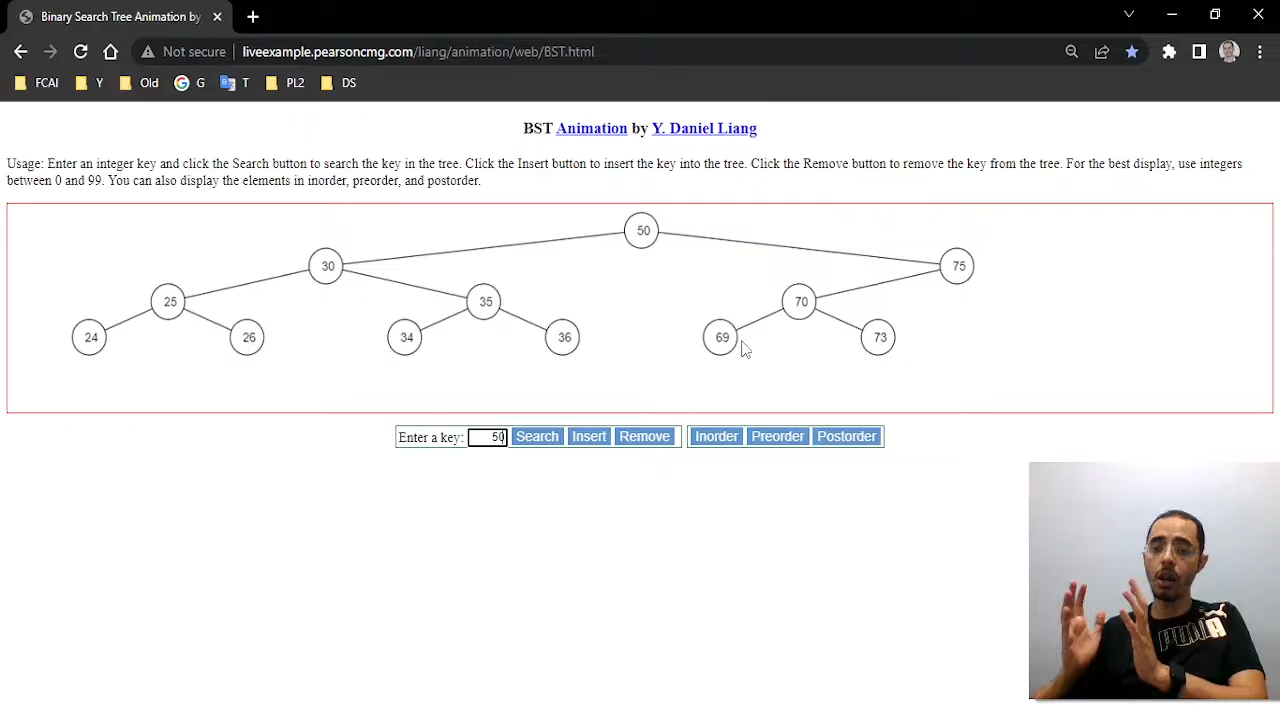 Binary Search Tree Animation by
Not secure | liveexample.pearsoncmg.com/liang/animation/web/BST.html
FCAI Y Old G T PL2 DS
BST Animation by Y. Daniel Liang
Usage: Enter an integer key and click the Search button to search the key in the tree. Click the Insert button to insert the key into the tree. Click the Remove button to remove the key from the tree. For the best display, use integers
between 0 and 99. You can also display the elements in inorder, preorder, and postorder.
50
30 75
25 35 70
24 26 34 36 69 73
Enter a key: 50 Search Insert Remove Inorder Preorder Postorder
PUMA